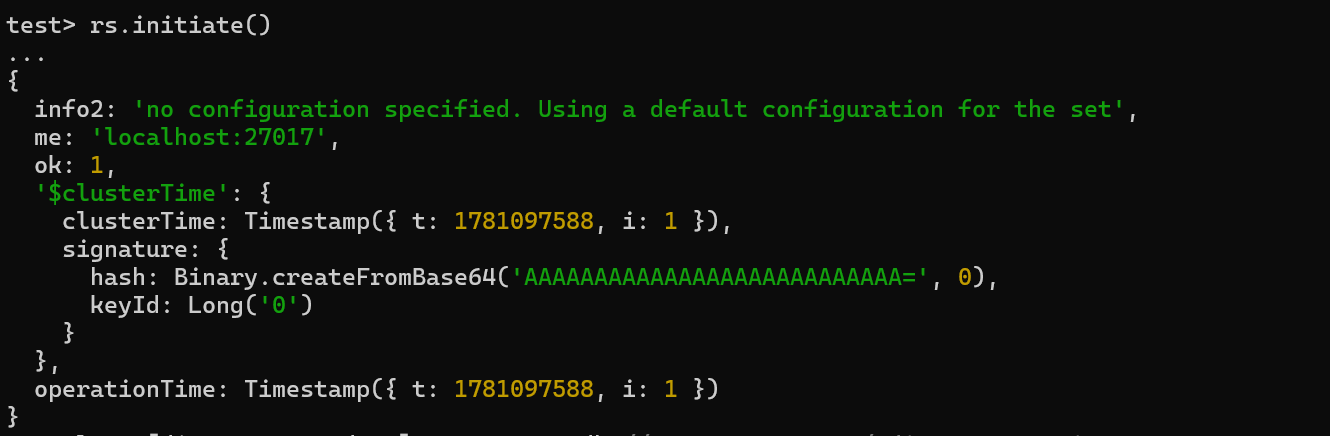 test> rs.initiate()
...
{
  info2: 'no configuration specified. Using a default configuration for the set',
  me: 'localhost:27017',
  ok: 1,
  '$clusterTime': {
    clusterTime: Timestamp({ t: 1781097588, i: 1 }),
    signature: {
      hash: Binary.createFromBase64('AAAAAAAAAAAAAAAAAAAAAAAAAAA=', 0),
      keyId: Long('0')
    }
  },
  operationTime: Timestamp({ t: 1781097588, i: 1 })
}